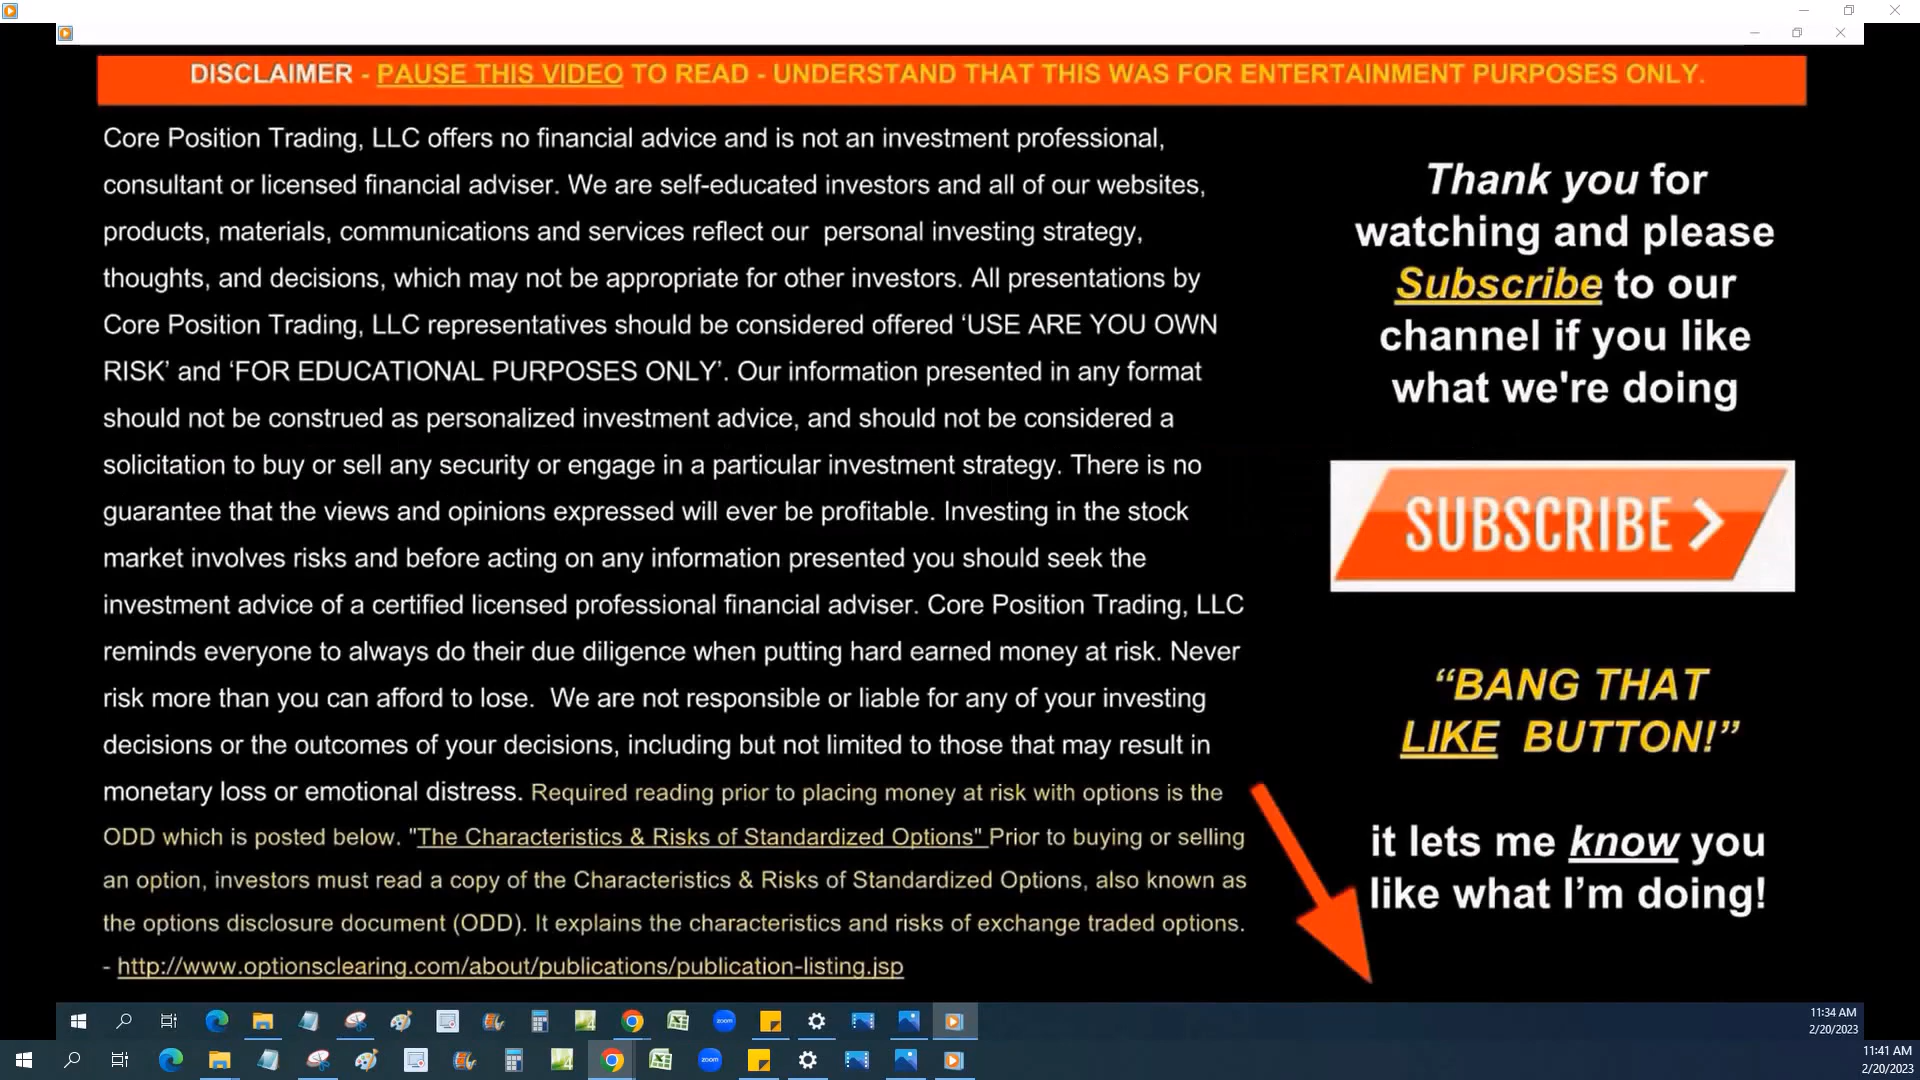 DISCLAIMER - PAUSE THIS VIDEO TO READ - UNDERSTAND THAT THIS WAS FOR ENTERTAINMENT PURPOSES ONLY.
Core Position Trading, LLC offers no financial advice and is not an investment professional,
consultant or licensed financial adviser. We are self-educated investors and all of our websites,
products, materials, communications and services reflect our  personal investing strategy,
thoughts, and decisions, which may not be appropriate for other investors. All presentations by
Core Position Trading, LLC representatives should be considered offered ‘USE ARE YOU OWN
RISK’ and ‘FOR EDUCATIONAL PURPOSES ONLY’. Our information presented in any format
should not be construed as personalized investment advice, and should not be considered a
solicitation to buy or sell any security or engage in a particular investment strategy. There is no
guarantee that the views and opinions expressed will ever be profitable. Investing in the stock
market involves risks and before acting on any information presented you should seek the
investment advice of a certified licensed professional financial adviser. Core Position Trading, LLC
reminds everyone to always do their due diligence when putting hard earned money at risk. Never
risk more than you can afford to lose.  We are not responsible or liable for any of your investing
decisions or the outcomes of your decisions, including but not limited to those that may result in
monetary loss or emotional distress. Required reading prior to placing money at risk with options is the
ODD which is posted below. "The Characteristics & Risks of Standardized Options" Prior to buying or selling
an option, investors must read a copy of the Characteristics & Risks of Standardized Options, also known as
the options disclosure document (ODD). It explains the characteristics and risks of exchange traded options.
- http://www.optionsclearing.com/about/publications/publication-listing.jsp
Thank you for
watching and please
Subscribe to our
channel if you like
what we're doing
SUBSCRIBE >
“BANG THAT
LIKE BUTTON!”
it lets me know you
like what I’m doing!
zoom
11:34 AM
2/20/2023
zoom
11:41 AM
2/20/2023